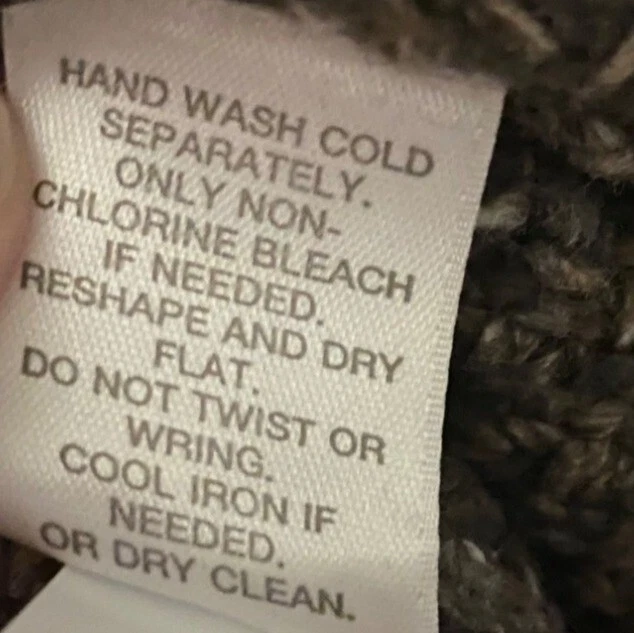 HAND WASH COLD
SEPARATELY.
ONLY NON-
CHLORINE BLEACH
IF NEEDED.
RESHAPE AND DRY
FLAT.
DO NOT TWIST OR
WRING.
COOL IRON IF
NEEDED.
OR DRY CLEAN.